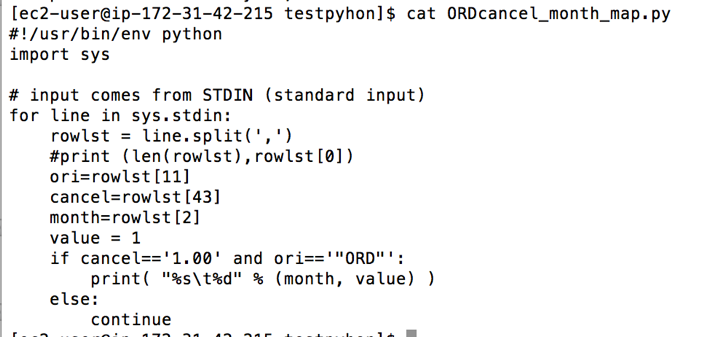 [ec2-user@ip-172-31-42-215 testpyhon]$ cat ORDcancel_month_map.py
#!/usr/bin/env python
import sys

# input comes from STDIN (standard input)
for line in sys.stdin:
    rowlst = line.split(',')
    #print (len(rowlst),rowlst[0])
    ori=rowlst[11]
    cancel=rowlst[43]
    month=rowlst[2]
    value = 1
    if cancel=='1.00' and ori=='"ORD"':
        print( "%s\t%d" % (month, value) )
    else:
        continue